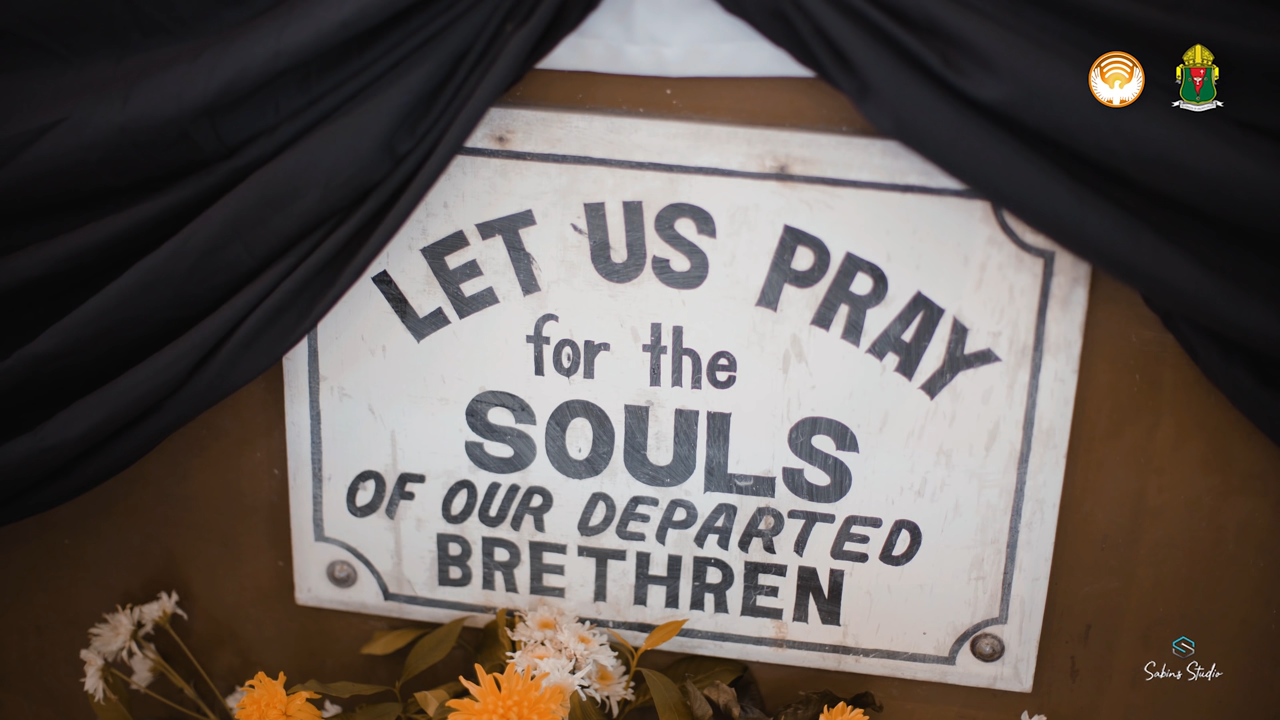 LET US PRAY
for the
SOULS
OF OUR DEPARTED
BRETHREN
Sabins Studio